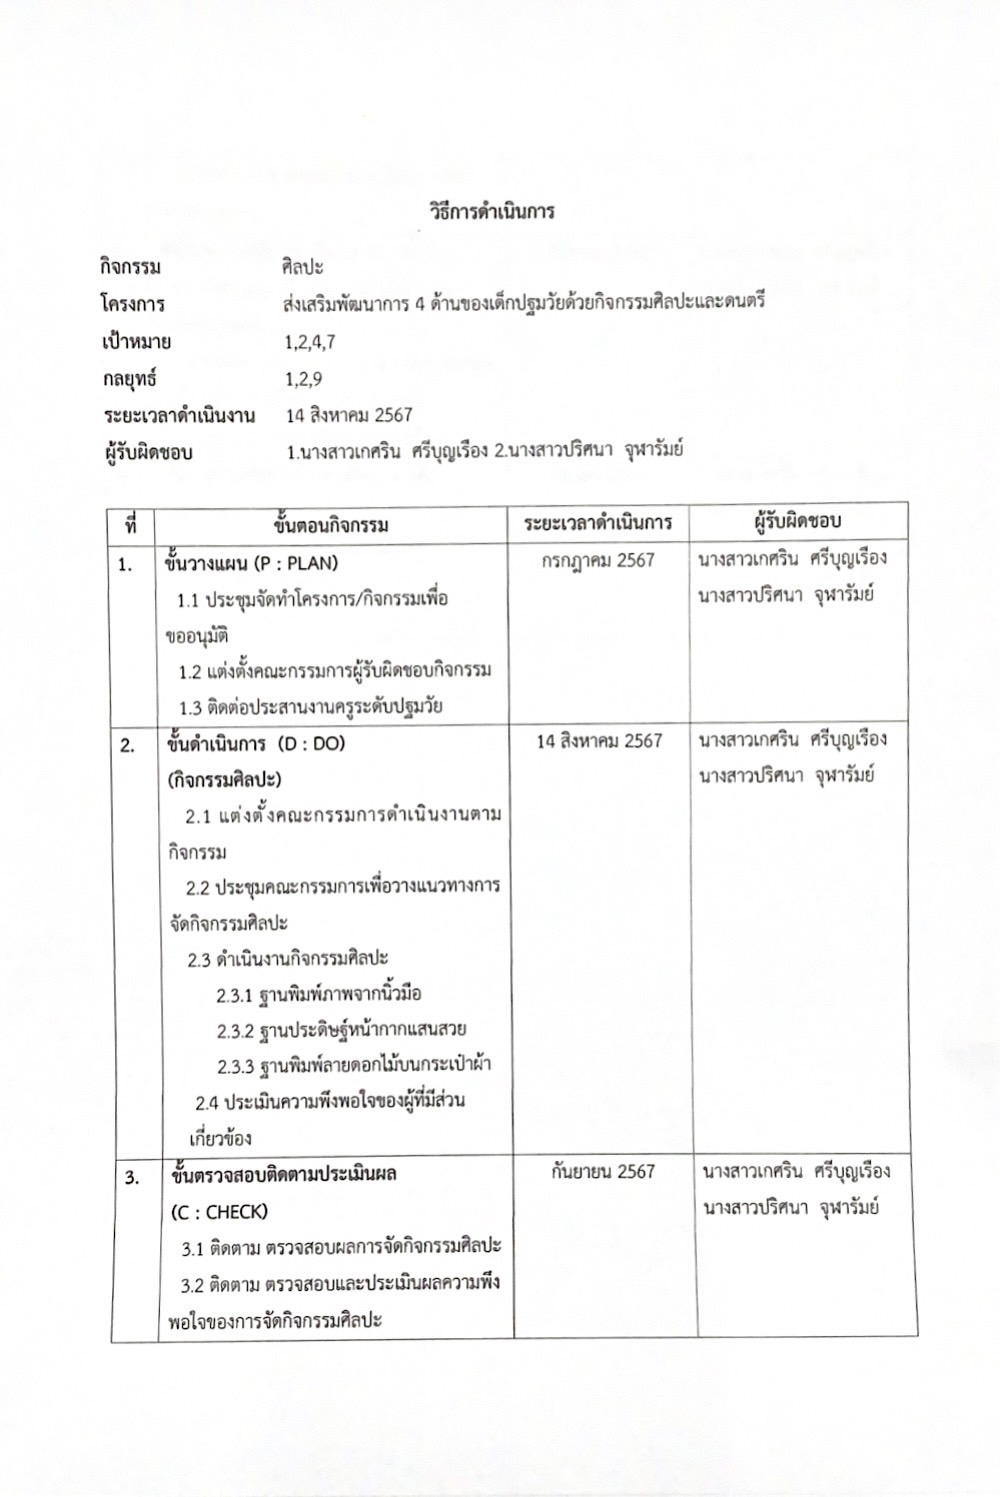 วิธีการดำเนินการ
กิจกรรม ศิลปะ
โครงการ ส่งเสริมพัฒนาการ 4 ด้านของเด็กปฐมวัยด้วยกิจกรรมศิลปะและดนตรี
เป้าหมาย 1,2,4,7
กลยุทธ์ 1,2,9
ระยะเวลาดำเนินงาน 14 สิงหาคม 2567
ผู้รับผิดชอบ 1.นางสาวเกศริน ศรีบุญเรือง 2.นางสาวปริศนา จุฬารัมย์
ที่ ขั้นตอนกิจกรรม ระยะเวลาดำเนินการ ผู้รับผิดชอบ
1. ขั้นวางแผน (P : PLAN) กรกฎาคม 2567 นางสาวเกศริน ศรีบุญเรือง
1.1 ประชุมจัดทำโครงการ/กิจกรรมเพื่อ นางสาวปริศนา จุฬารัมย์
ขออนุมัติ
1.2 แต่งตั้งคณะกรรมการผู้รับผิดชอบกิจกรรม
1.3 ติดต่อประสานงานครูระดับปฐมวัย
2. ขั้นดำเนินการ (D : DO) 14 สิงหาคม 2567 นางสาวเกศริน ศรีบุญเรือง
(กิจกรรมศิลปะ) นางสาวปริศนา จุฬารัมย์
2.1 แต่งตั้งคณะกรรมการดำเนินงานตาม
กิจกรรม
2.2 ประชุมคณะกรรมการเพื่อวางแนวทางการ
จัดกิจกรรมศิลปะ
2.3 ดำเนินงานกิจกรรมศิลปะ
2.3.1 ฐานพิมพ์ภาพจากนิ้วมือ
2.3.2 ฐานประดิษฐ์หน้ากากแสนสวย
2.3.3 ฐานพิมพ์ลายดอกไม้บนกระเป๋าผ้า
2.4 ประเมินความพึงพอใจของผู้ที่มีส่วน
เกี่ยวข้อง
3. ขั้นตรวจสอบติดตามประเมินผล กันยายน 2567 นางสาวเกศริน ศรีบุญเรือง
(C : CHECK) นางสาวปริศนา จุฬารัมย์
3.1 ติดตาม ตรวจสอบผลการจัดกิจกรรมศิลปะ
3.2 ติดตาม ตรวจสอบและประเมินผลความพึง
พอใจของการจัดกิจกรรมศิลปะ